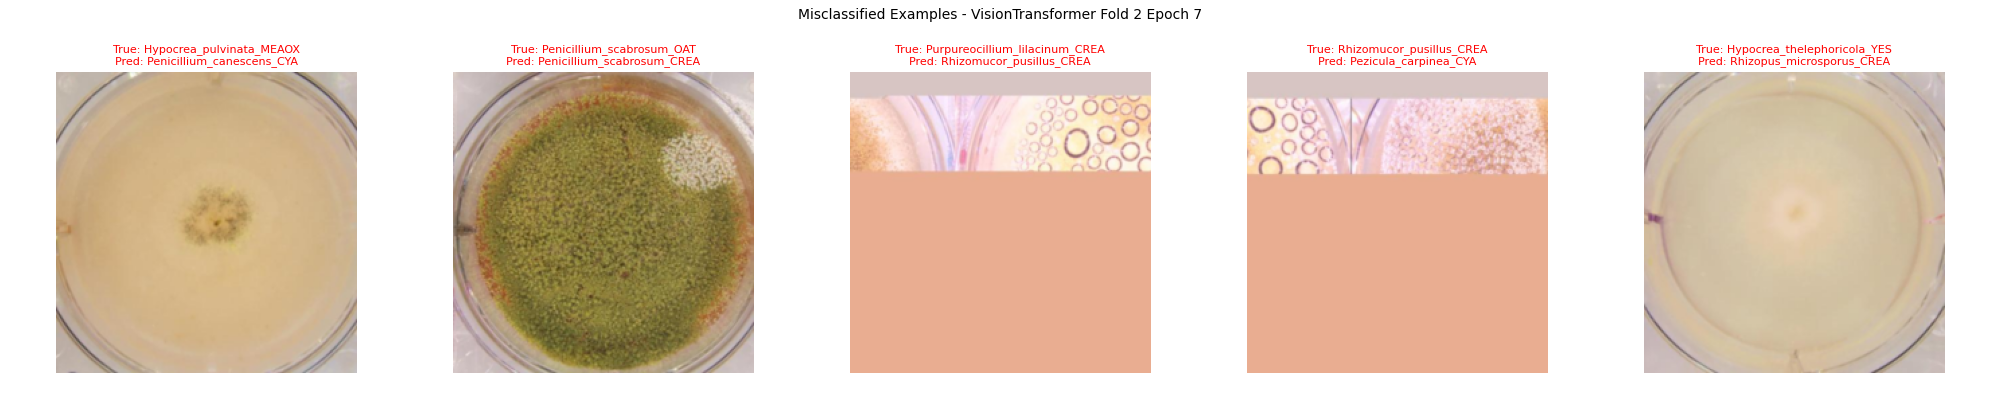 Misclassified Examples - VisionTransformer Fold 2 Epoch 7
True: Hypocrea_pulvinata_MEAOX
Pred: Penicillium_canescens_CYA
True: Penicillium_scabrosum_OAT
Pred: Penicillium_scabrosum_CREA
True: Purpureocillium_lilacinum_CREA
Pred: Rhizomucor_pusillus_CREA
True: Rhizomucor_pusillus_CREA
Pred: Pezicula_carpinea_CYA
True: Hypocrea_thelephoricola_YES
Pred: Rhizopus_microsporus_CREA